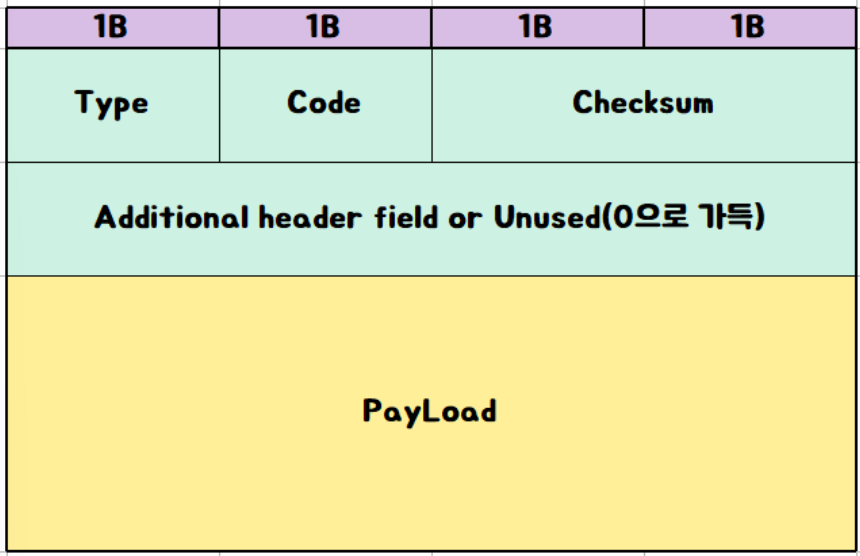 1B 1B 1B 1B
Type Code Checksum
Additional header field or Unused(0으로 가득)
PayLoad